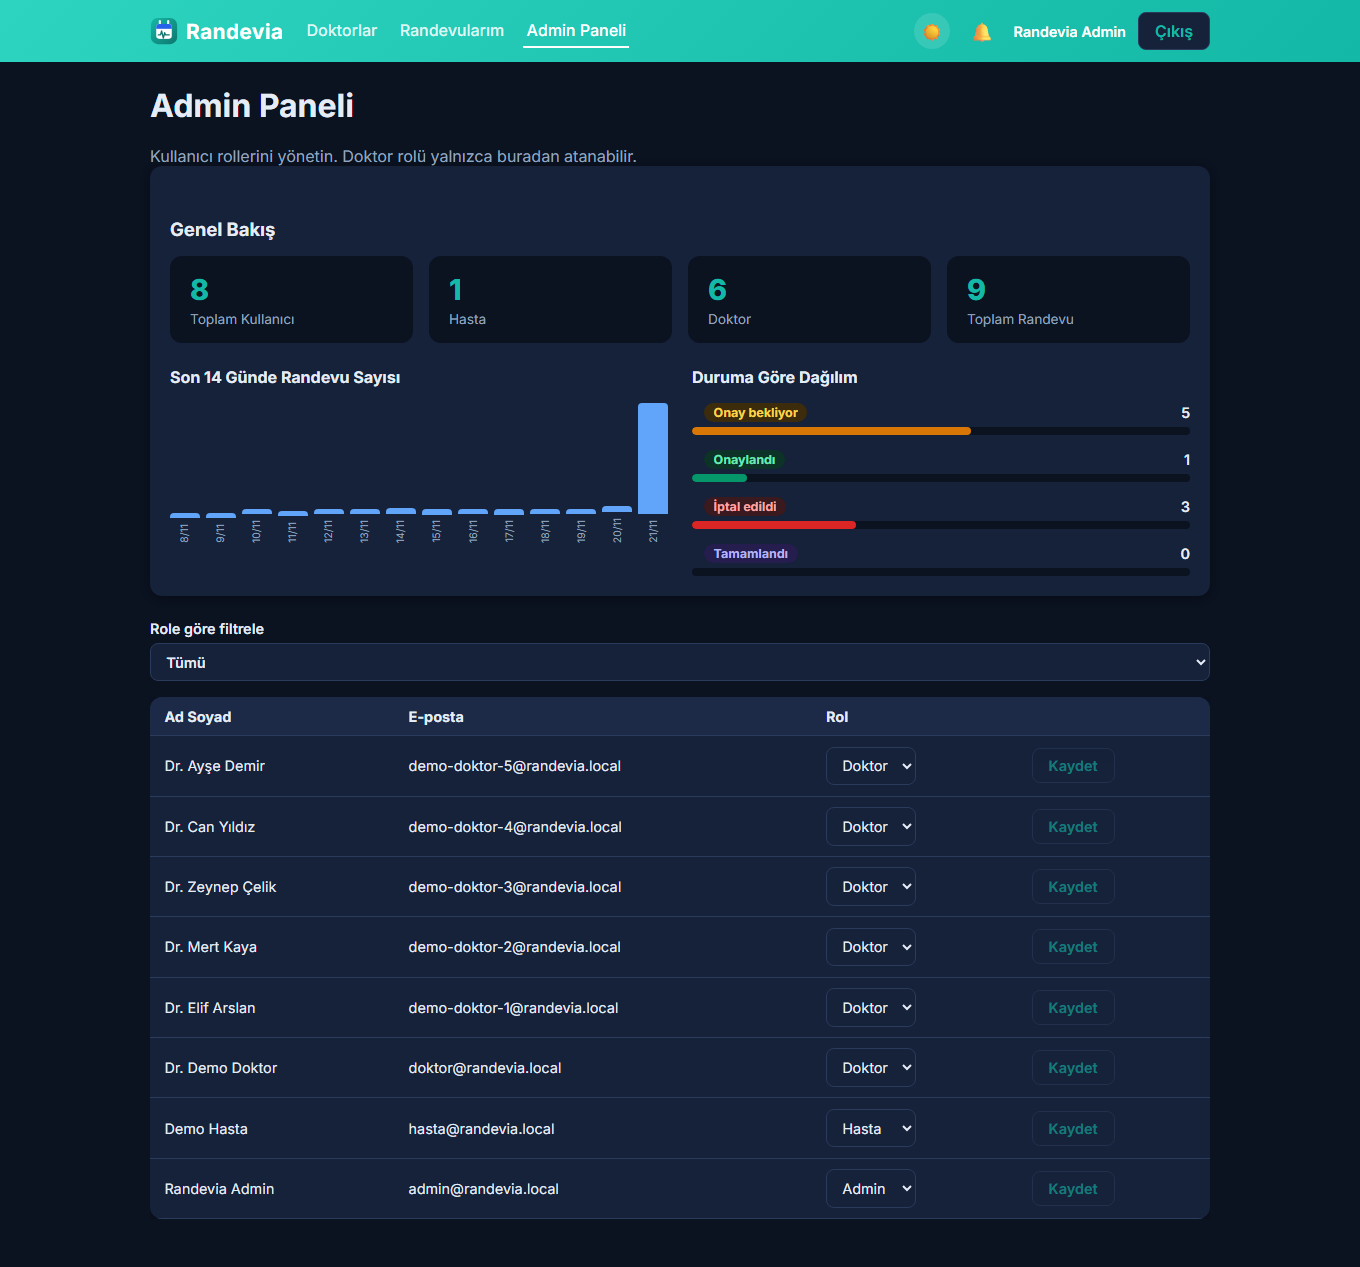 Randevia Doktorlar Randevularım Admin Paneli Randevia Admin Çıkış
Admin Paneli
Kullanıcı rollerini yönetin. Doktor rolü yalnızca buradan atanabilir.
Genel Bakış
8
Toplam Kullanıcı
1
Hasta
6
Doktor
9
Toplam Randevu
Son 14 Günde Randevu Sayısı
8/11
9/11
10/11
11/11
12/11
13/11
14/11
15/11
16/11
17/11
18/11
19/11
20/11
21/11
Duruma Göre Dağılım
Onay bekliyor 5
Onaylandı 1
İptal edildi 3
Tamamlandı 0
Role göre filtrele
Tümü
Ad Soyad E-posta Rol
Dr. Ayşe Demir demo-doktor-5@randevia.local Doktor Kaydet
Dr. Can Yıldız demo-doktor-4@randevia.local Doktor Kaydet
Dr. Zeynep Çelik demo-doktor-3@randevia.local Doktor Kaydet
Dr. Mert Kaya demo-doktor-2@randevia.local Doktor Kaydet
Dr. Elif Arslan demo-doktor-1@randevia.local Doktor Kaydet
Dr. Demo Doktor doktor@randevia.local Doktor Kaydet
Demo Hasta hasta@randevia.local Hasta Kaydet
Randevia Admin admin@randevia.local Admin Kaydet